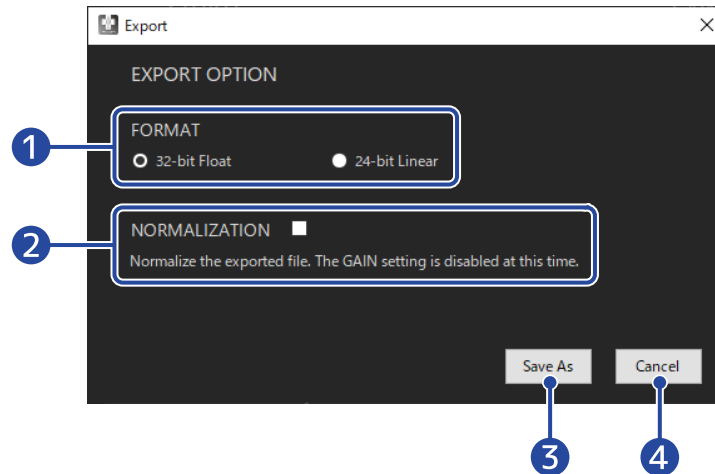 Export
EXPORT OPTION
1
FORMAT
32-bit Float
24-bit Linear
2
NORMALIZATION
Normalize the exported file. The GAIN setting is disabled at this time.
Save As
Cancel
3
4